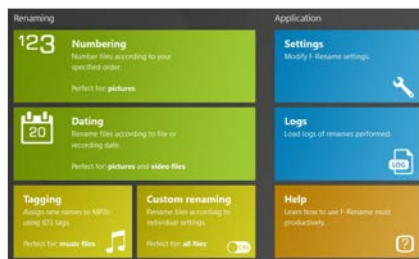 Renaming
Application
123
Numbering
Number files according to your
specified order.
Perfect for: pictures
Settings
Modify F-Rename settings.
20
Dating
Rename files according to file or
recording date.
Perfect for: pictures and video files
Logs
Load logs of renames performed.
LOG
Tagging
Assign new names to MP3s
using ID3 tags.
Perfect for: music files
Custom renaming
Rename files according to
individual settings.
Perfect for: all files
ON
Help
Learn how to use F-Rename most
productively.
?